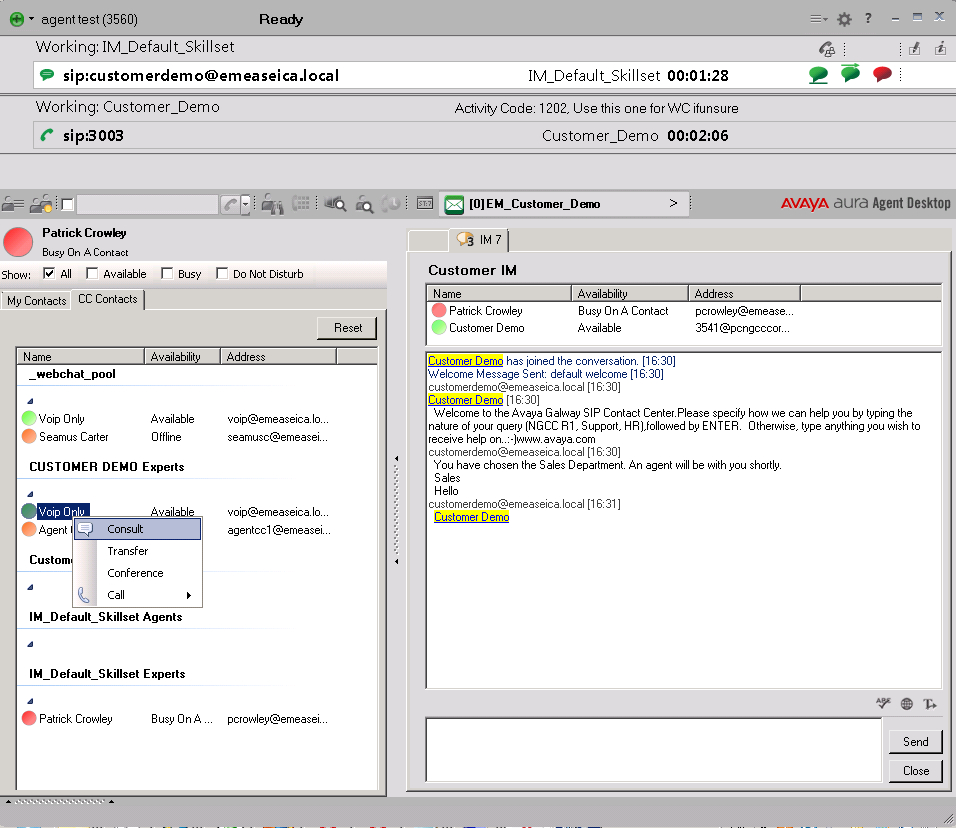 agent test (3560) Ready ?
Working: IM_Default_Skillset
sip:customerdemo@emeaseica.local IM_Default_Skillset 00:01:28
Working: Customer_Demo Activity Code: 1202, Use this one for WC ifunsure
sip:3003 Customer_Demo 00:02:06
[0]EM_Customer_Demo > AVAYA aura Agent Desktop
Patrick Crowley
Busy On A Contact
Show: All Available Busy Do Not Disturb
My Contacts CC Contacts
Reset
Name Availability Address
_webchat_pool
Voip Only Available voip@emeaseica.lo...
Seamus Carter Offline seamusc@emeasei...
CUSTOMER DEMO Experts
Voip Only Available voip@emeaseica.lo...
Agent agentcc1@emeasei...
Consult
Transfer
Custome
Conference
Call
IM_Default_Skillset Agents
IM_Default_Skillset Experts
Patrick Crowley Busy On A ... pcrowley@emeasei...
IM 7
Customer IM
Name Availability Address
Patrick Crowley Busy On A Contact pcrowley@emease...
Customer Demo Available 3541@pcngcccor...
Customer Demo has joined the conversation. [16:30]
Welcome Message Sent: default welcome [16:30]
customerdemo@emeaseica.local [16:30]
Customer Demo [16:30]
Welcome to the Avaya Galway SIP Contact Center.Please specify how we can help you by typing the
nature of your query (NGCC R1, Support, HR),followed by ENTER. Otherwise, type anything you wish to
receive help on..:-)www.avaya.com
customerdemo@emeaseica.local [16:30]
You have chosen the Sales Department. An agent will be with you shortly.
Sales
Hello
customerdemo@emeaseica.local [16:31]
Customer Demo
Send
Close